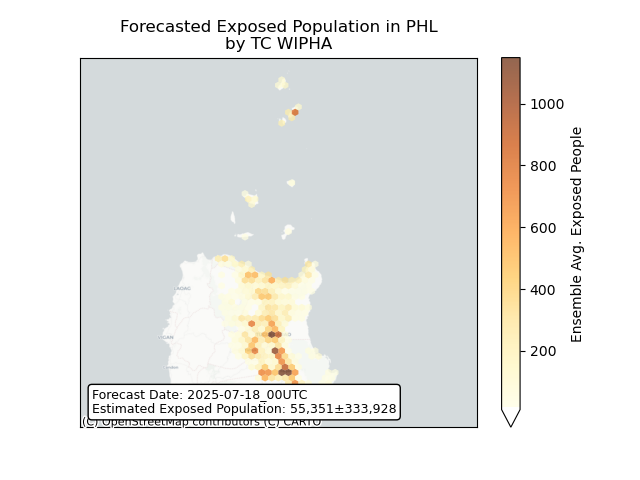 Forecasted Exposed Population in PHL
by TC WIPHA
1000
800
600
400
200
Ensemble Avg. Exposed People
Forecast Date: 2025-07-18_00UTC
Estimated Exposed Population: 55,351±333,928
(C) OpenStreetMap contributors (C) CARTO